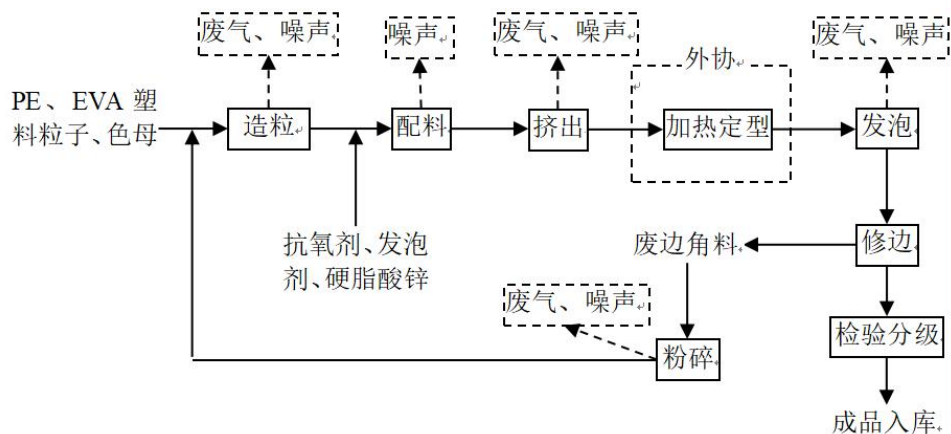 废气、噪声
噪声
废气、噪声
外协
废气、噪声
PE、EVA 塑
料粒子、色母
造粒
配料
挤出
加热定型
发泡
抗氧剂、发泡
剂、硬脂酸锌
废边角料
修边
废气、噪声
粉碎
检验分级
成品入库